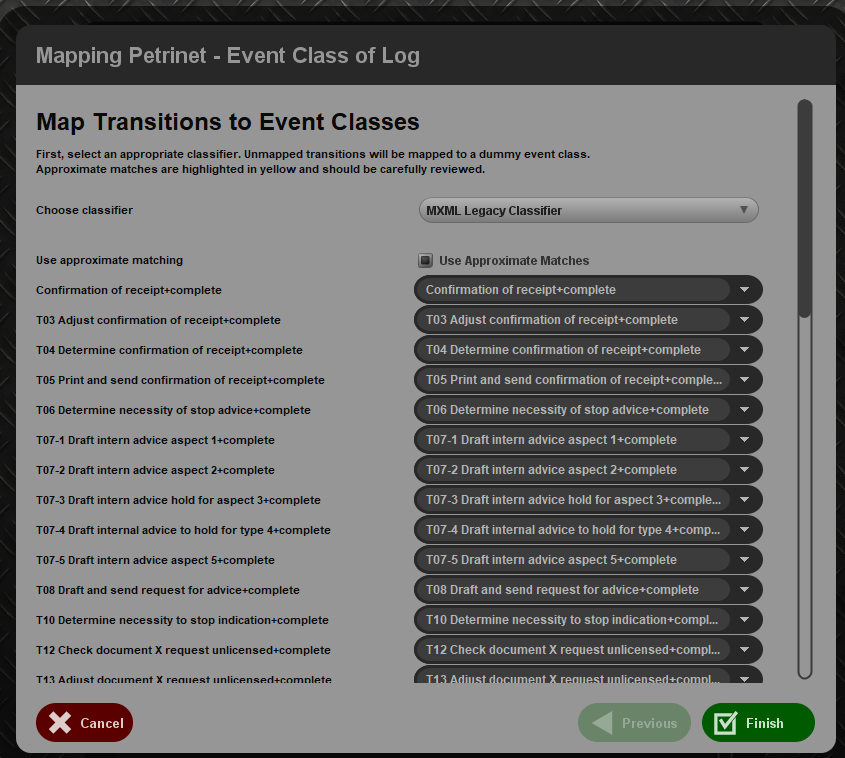 Mapping Petrinet - Event Class of Log
Map Transitions to Event Classes
First, select an appropriate classifier. Unmapped transitions will be mapped to a dummy event class.
Approximate matches are highlighted in yellow and should be carefully reviewed.
Choose classifier MXML Legacy Classifier
Use approximate matching Use Approximate Matches
Confirmation of receipt+complete Confirmation of receipt+complete
T03 Adjust confirmation of receipt+complete T03 Adjust confirmation of receipt+complete
T04 Determine confirmation of receipt+complete T04 Determine confirmation of receipt+complete
T05 Print and send confirmation of receipt+complete T05 Print and send confirmation of receipt+comple...
T06 Determine necessity of stop advice+complete T06 Determine necessity of stop advice+complete
T07-1 Draft intern advice aspect 1+complete T07-1 Draft intern advice aspect 1+complete
T07-2 Draft intern advice aspect 2+complete T07-2 Draft intern advice aspect 2+complete
T07-3 Draft intern advice hold for aspect 3+complete T07-3 Draft intern advice hold for aspect 3+comple...
T07-4 Draft internal advice to hold for type 4+complete T07-4 Draft internal advice to hold for type 4+comp...
T07-5 Draft intern advice aspect 5+complete T07-5 Draft intern advice aspect 5+complete
T08 Draft and send request for advice+complete T08 Draft and send request for advice+complete
T10 Determine necessity to stop indication+complete T10 Determine necessity to stop indication+compl...
T12 Check document X request unlicensed+complete T12 Check document X request unlicensed+compl...
T13 Adjust document X request unlicensed+complete T13 Adjust document X request unlicensed+compl...
Cancel Previous Finish